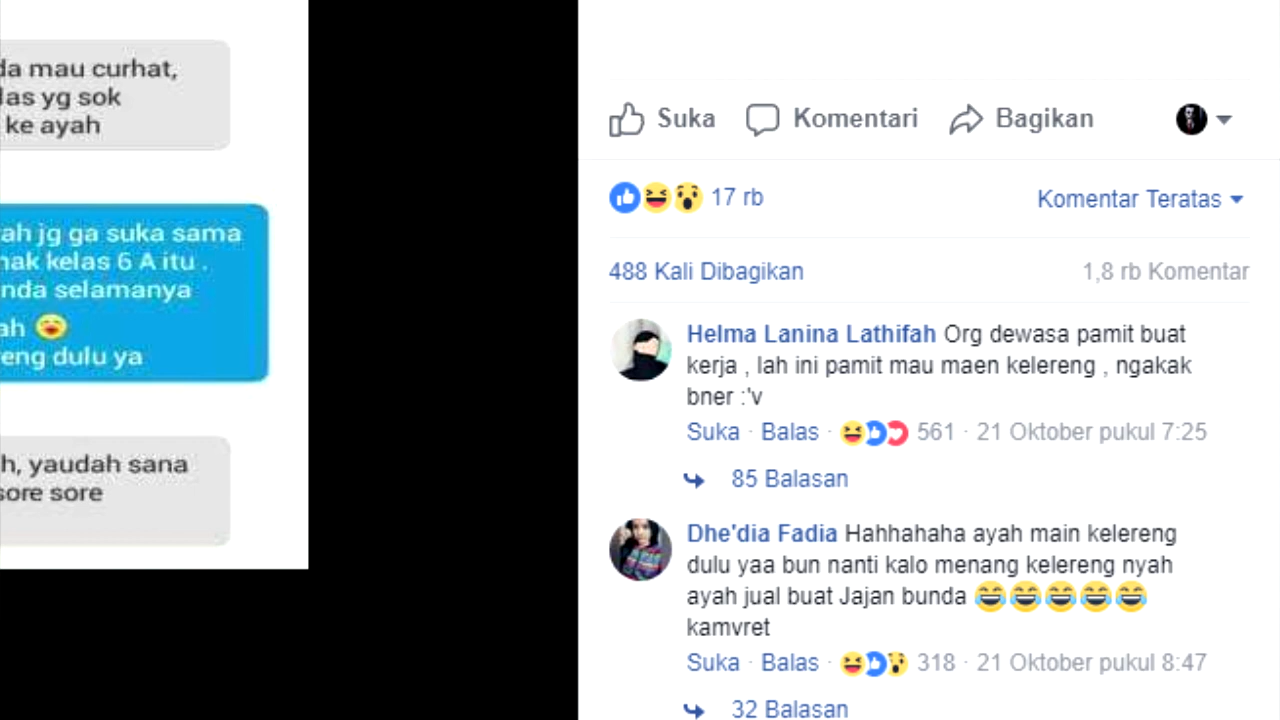 da mau curhat,
las yg sok
ke ayah
ah jg ga suka sama
nak kelas 6 A itu .
nda selamanya
ah
eng dulu ya
h, yaudah sana
sore sore
Suka Komentari Bagikan
17 rb Komentar Teratas
488 Kali Dibagikan 1,8 rb Komentar
Helma Lanina Lathifah Org dewasa pamit buat
kerja , lah ini pamit mau maen kelereng , ngakak
bner :'v
Suka · Balas · 561 · 21 Oktober pukul 7:25
85 Balasan
Dhe'dia Fadia Hahhahaha ayah main kelereng
dulu yaa bun nanti kalo menang kelereng nyah
ayah jual buat Jajan bunda 😂😂😂😂😂
kamvret
Suka · Balas · 318 · 21 Oktober pukul 8:47
32 Balasan